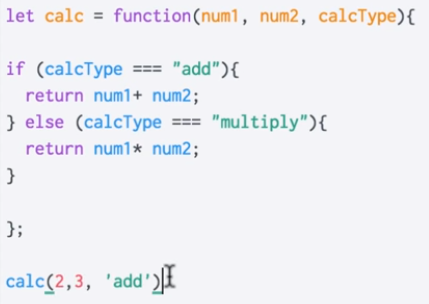 let calc = function(num1, num2, calcType){
if (calcType === "add"){
return num1+ num2;
} else (calcType === "multiply"){
return num1* num2;
}
};
calc(2,3, 'add')